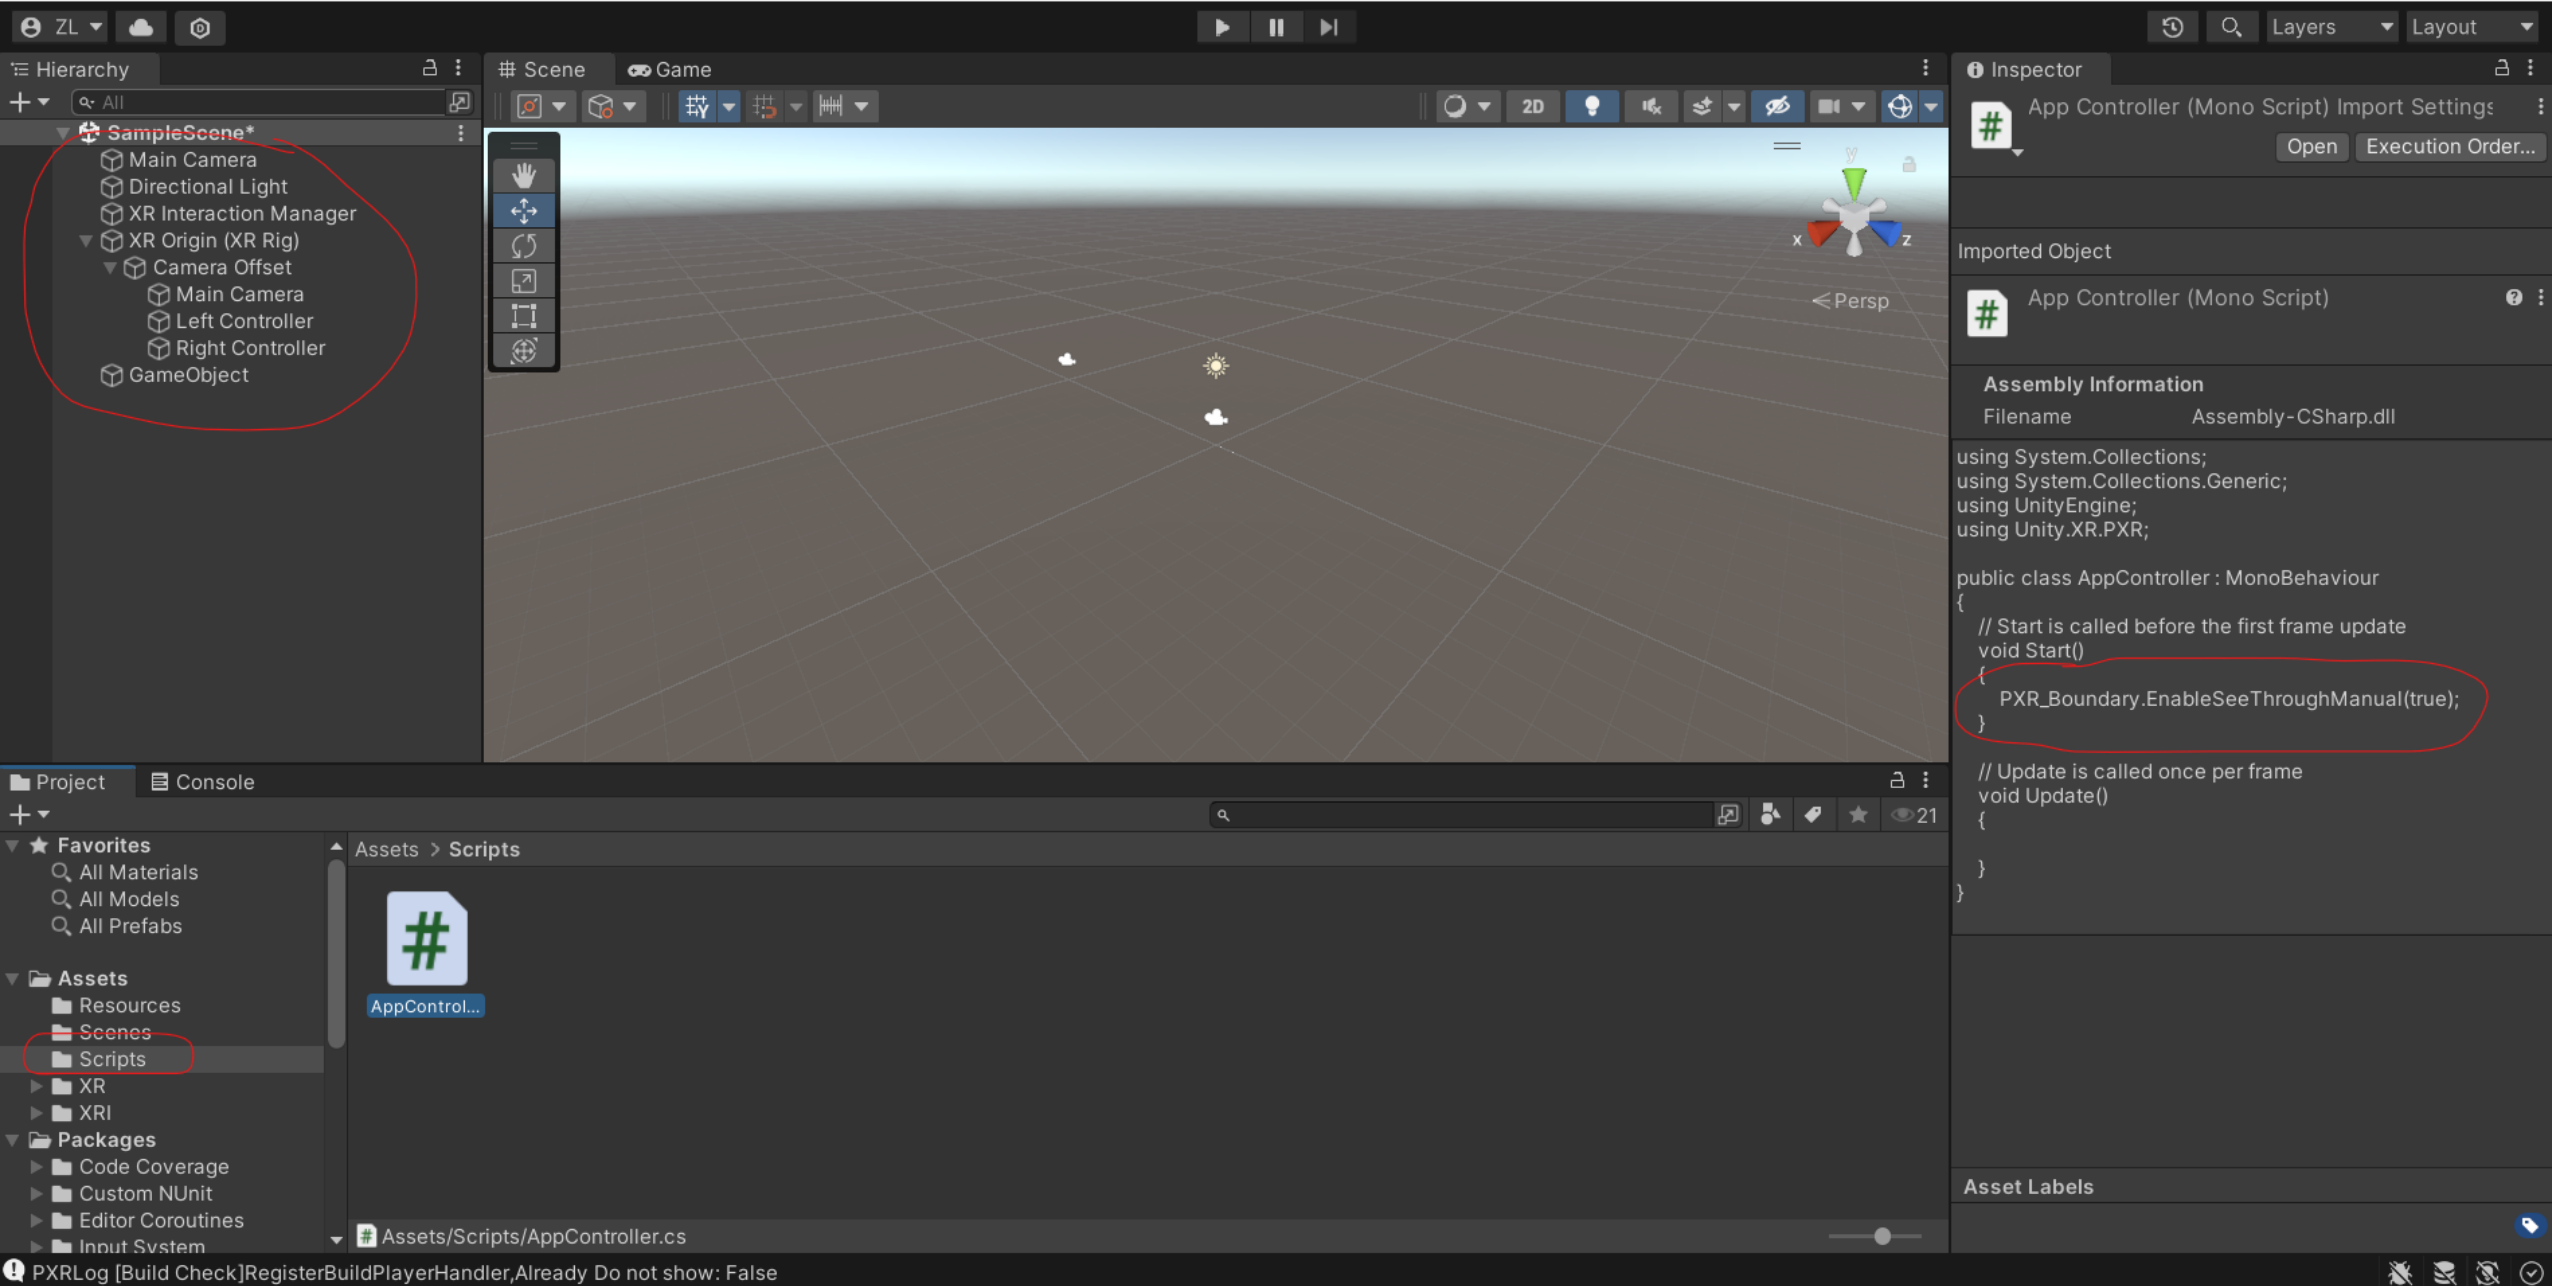 ZL
Layers
Layout
Hierarchy
All
SampleScene*
Main Camera
Directional Light
XR Interaction Manager
XR Origin (XR Rig)
Camera Offset
Main Camera
Left Controller
Right Controller
GameObject
Scene
Game
2D
y
x
z
Persp
Inspector
App Controller (Mono Script) Import Settings
Open
Execution Order...
Imported Object
App Controller (Mono Script)
Assembly Information
Filename Assembly-CSharp.dll
using System.Collections;
using System.Collections.Generic;
using UnityEngine;
using Unity.XR.PXR;
public class AppController : MonoBehaviour
{
// Start is called before the first frame update
void Start()
{
PXR_Boundary.EnableSeeThroughManual(true);
}
// Update is called once per frame
void Update()
{
}
}
Asset Labels
Project
Console
21
Favorites
All Materials
All Models
All Prefabs
Assets
Resources
Scenes
Scripts
XR
XRI
Packages
Code Coverage
Custom NUnit
Editor Coroutines
Input System
Assets > Scripts
#
AppControl...
Assets/Scripts/AppController.cs
PXRLog [Build Check]RegisterBuildPlayerHandler,Already Do not show: False